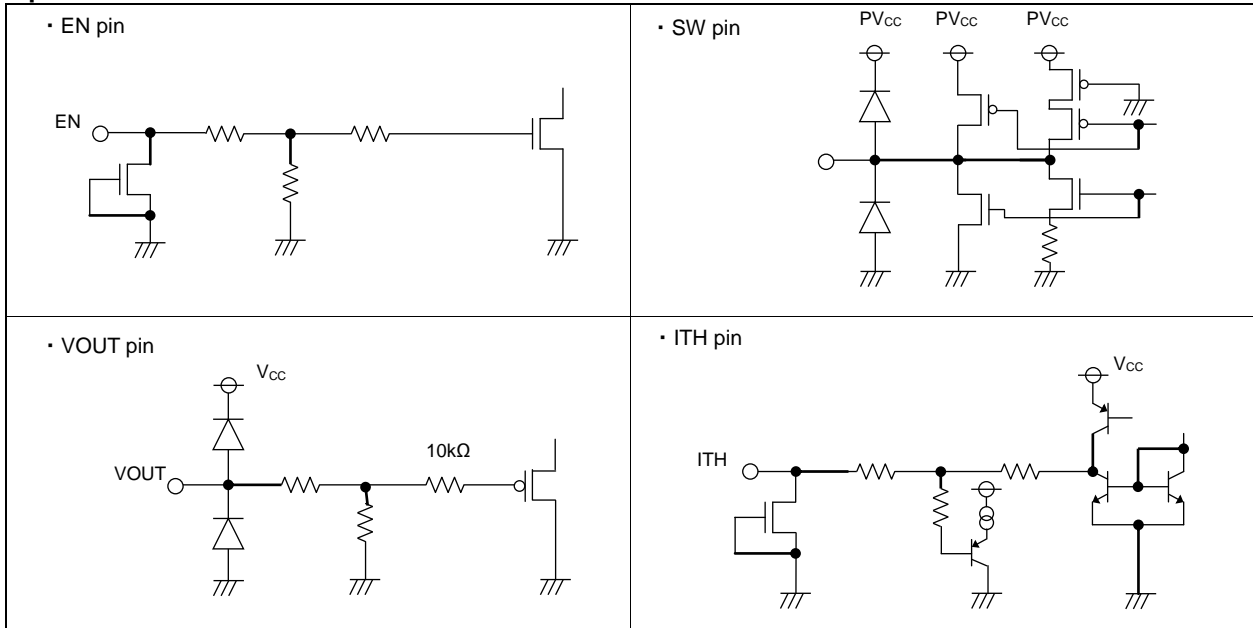 ・EN pin
EN
・SW pin
PVCC PVCC PVCC
・VOUT pin
VCC
VOUT
10kΩ
・ITH pin
VCC
ITH